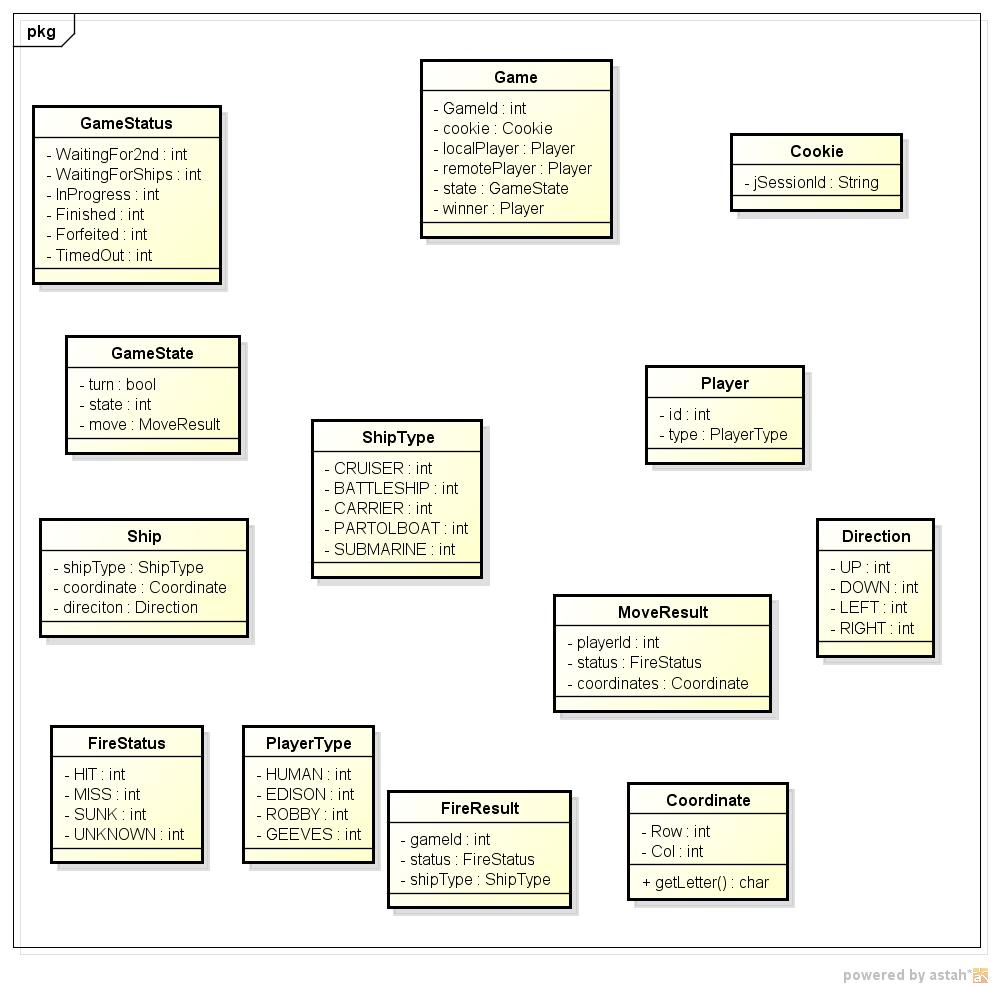 pkg
Game
- GameId : int
- cookie : Cookie
- localPlayer : Player
- remotePlayer : Player
- state : GameState
- winner : Player
GameStatus
- WaitingFor2nd : int
- WaitingForShips : int
- InProgress : int
- Finished : int
- Forfeited : int
- TimedOut : int
Cookie
- jSessionId : String
GameState
- turn : bool
- state : int
- move : MoveResult
Player
- id : int
- type : PlayerType
ShipType
- CRUISER : int
- BATTLESHIP : int
- CARRIER : int
- PARTOLBOAT : int
- SUBMARINE : int
Ship
- shipType : ShipType
- coordinate : Coordinate
- direciton : Direction
Direction
- UP : int
- DOWN : int
- LEFT : int
- RIGHT : int
MoveResult
- playerId : int
- status : FireStatus
- coordinates : Coordinate
FireStatus
- HIT : int
- MISS : int
- SUNK : int
- UNKNOWN : int
PlayerType
- HUMAN : int
- EDISON : int
- ROBBY : int
- GEEVES : int
FireResult
- gameId : int
- status : FireStatus
- shipType : ShipType
Coordinate
- Row : int
- Col : int
+ getLetter() : char
powered by astah*